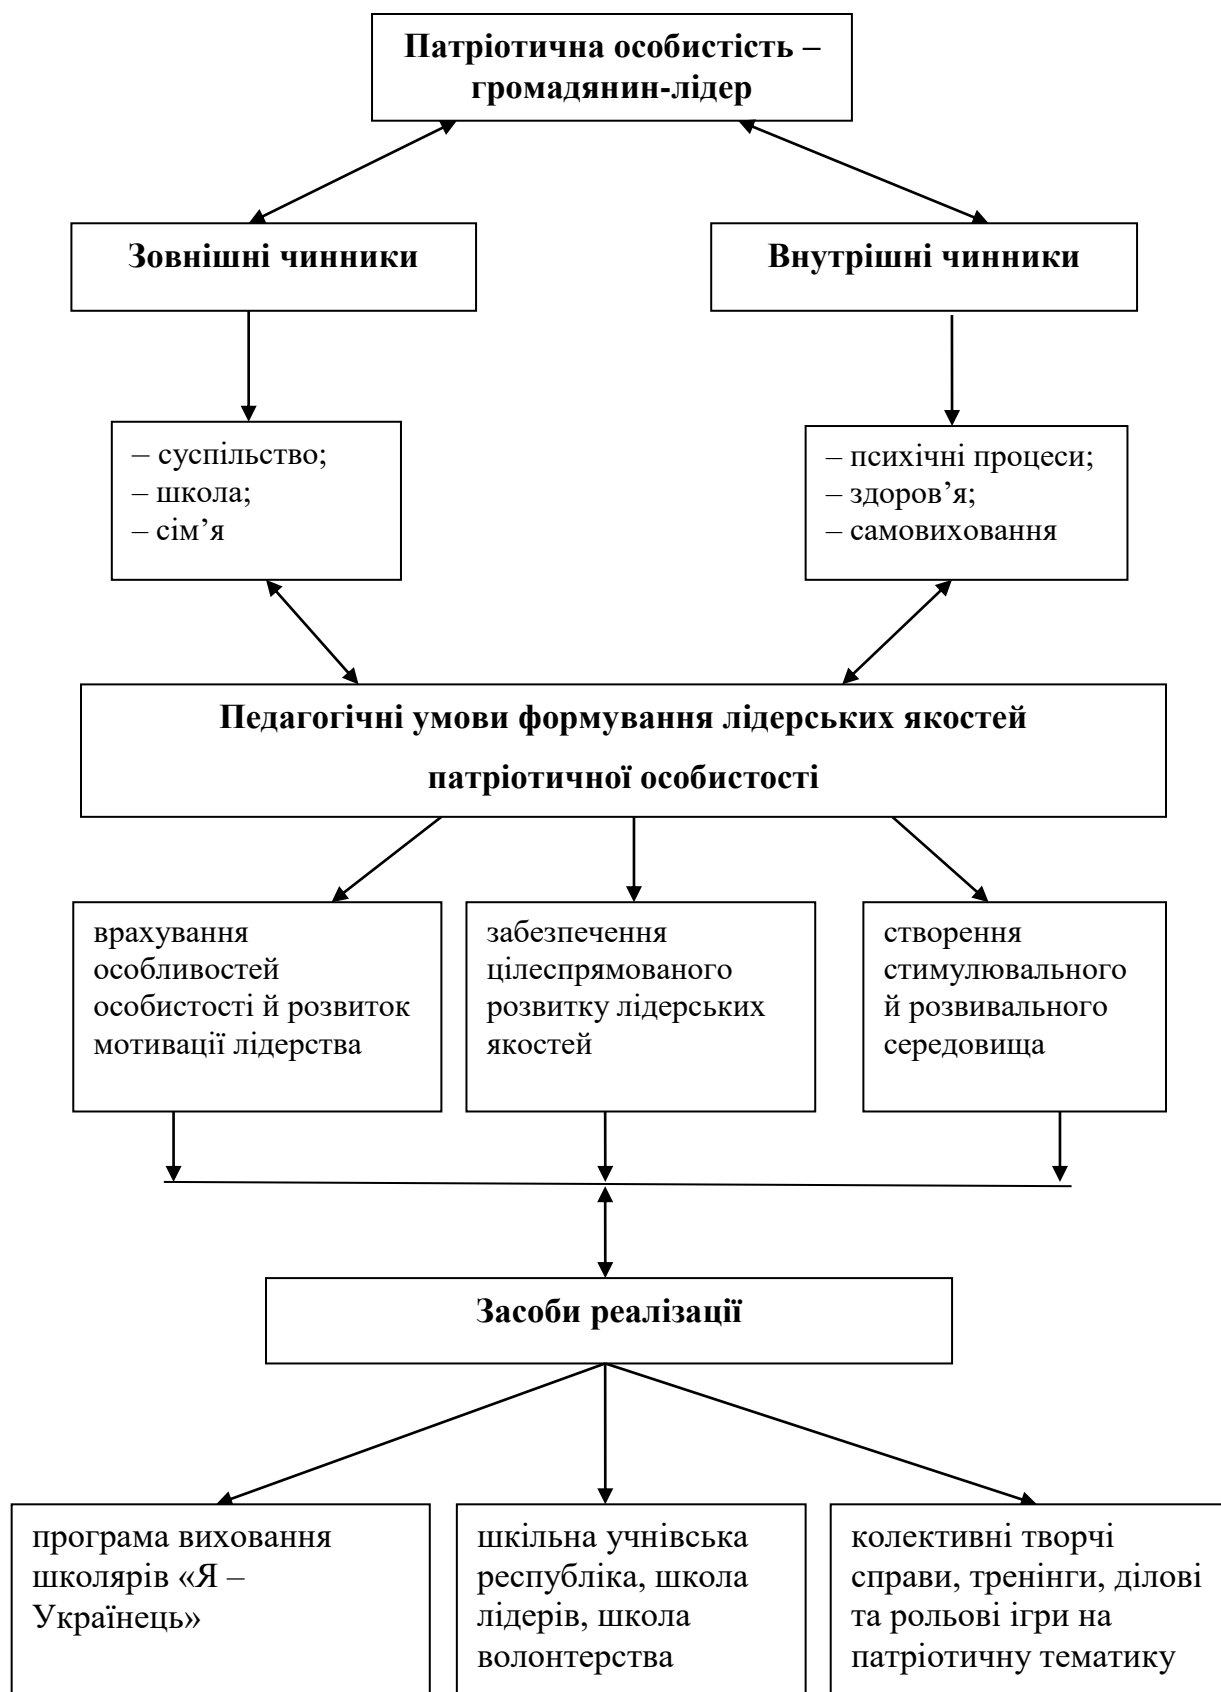 Патріотична особистість –
громадянин-лідер
Зовнішні чинники
Внутрішні чинники
– суспільство;
– школа;
– сім’я
– психічні процеси;
– здоров’я;
– самовиховання
Педагогічні умови формування лідерських якостей
патріотичної особистості
врахування
особливостей
особистості й розвиток
мотивації лідерства
забезпечення
цілеспрямованого
розвитку лідерських
якостей
створення
стимулювального
й розвивального
середовища
Засоби реалізації
програма виховання
школярів «Я –
Українець»
шкільна учнівська
республіка, школа
лідерів, школа
волонтерства
колективні творчі
справи, тренінги, ділові
та рольові ігри на
патріотичну тематику